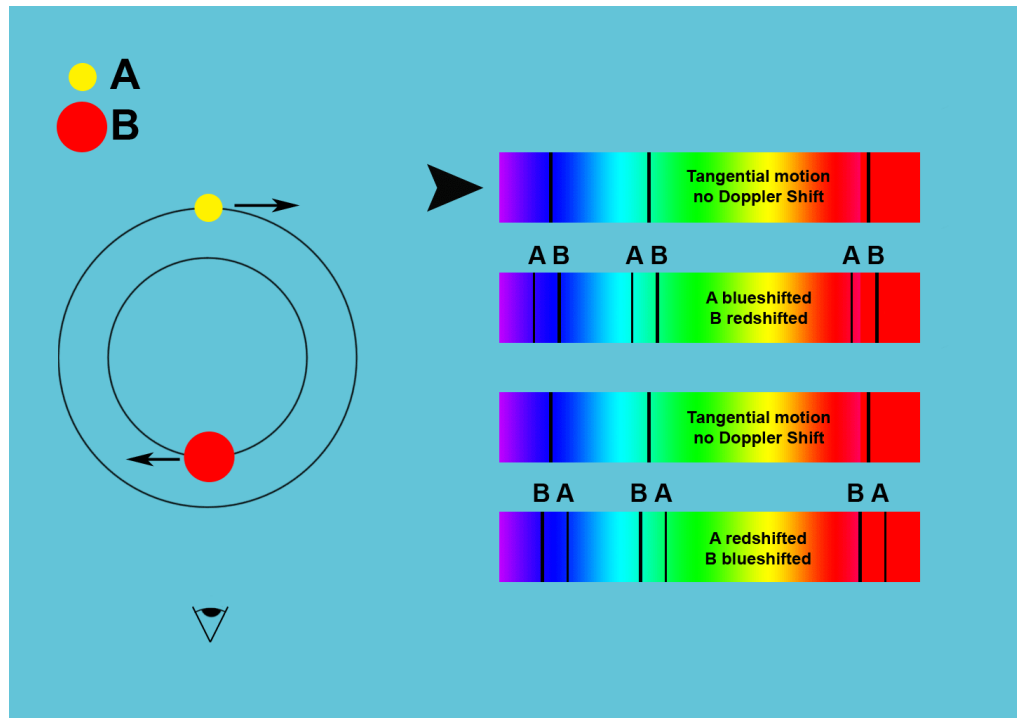 A
B
Tangential motion
no Doppler Shift
A B A B A B
A blueshifted
B redshifted
Tangential motion
no Doppler Shift
B A B A B A
A redshifted
B blueshifted